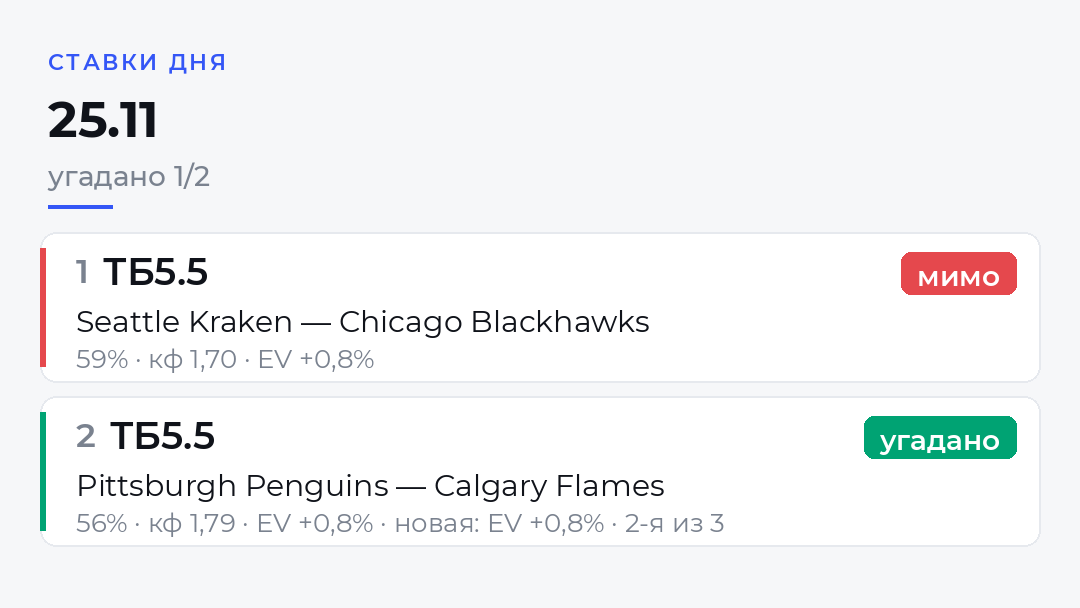 СТАВКИ ДНЯ
25.11
угадано 1/2
1 ТБ5.5
мимо
Seattle Kraken — Chicago Blackhawks
59% · кф 1,70 · EV +0,8%
2 ТБ5.5
угадано
Pittsburgh Penguins — Calgary Flames
56% · кф 1,79 · EV +0,8% · новая: EV +0,8% · 2-я из 3